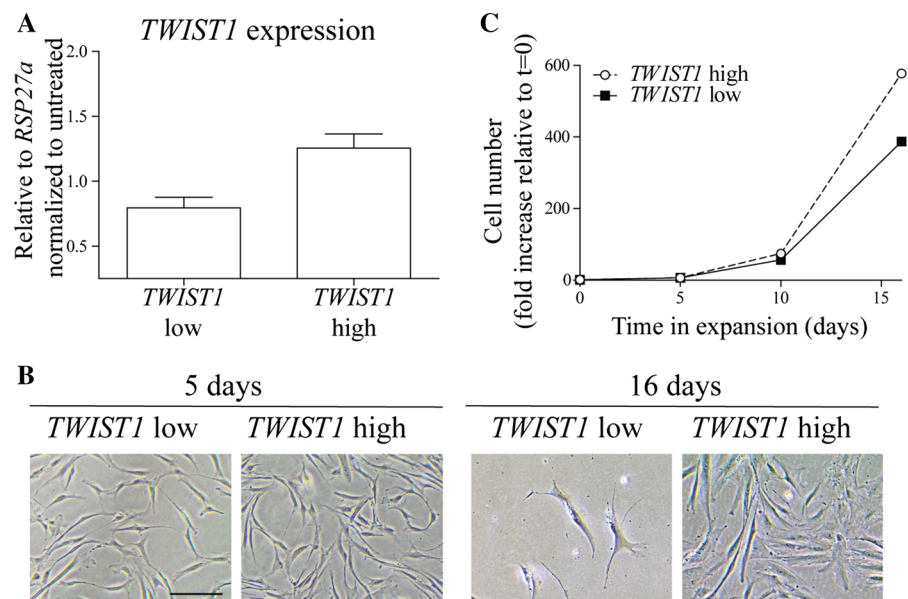 A
TWIST1 expression
Relative to RSP27a
normalized to untreated
2.0
1.5
1.0
0.5
TWIST1
low
TWIST1
high
C
Cell number
(fold increase relative to t=0)
600
400
200
0
TWIST1 high
TWIST1 low
0
5
10
15
Time in expansion (days)
B
5 days
16 days
TWIST1 low
TWIST1 high
TWIST1 low
TWIST1 high